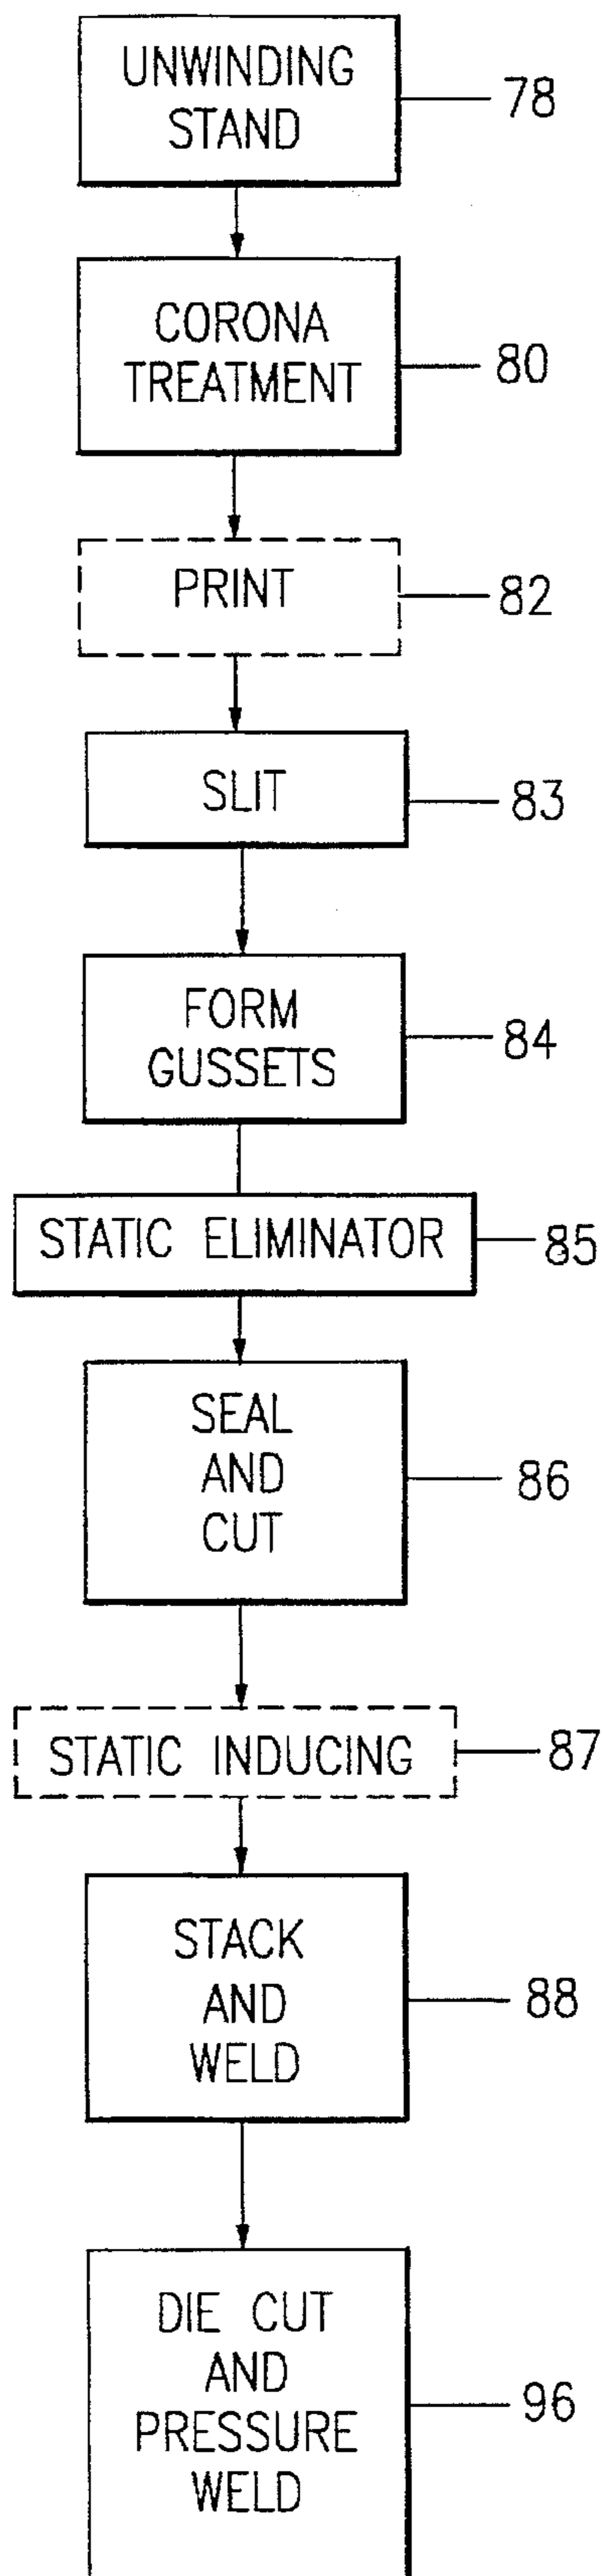 UNWINDING
STAND
78
CORONA
TREATMENT
80
PRINT
82
SLIT
83
FORM
GUSSETS
84
STATIC ELIMINATOR
85
SEAL
AND
CUT
86
STATIC INDUCING
87
STACK
AND
WELD
88
DIE CUT
AND
PRESSURE
WELD
96